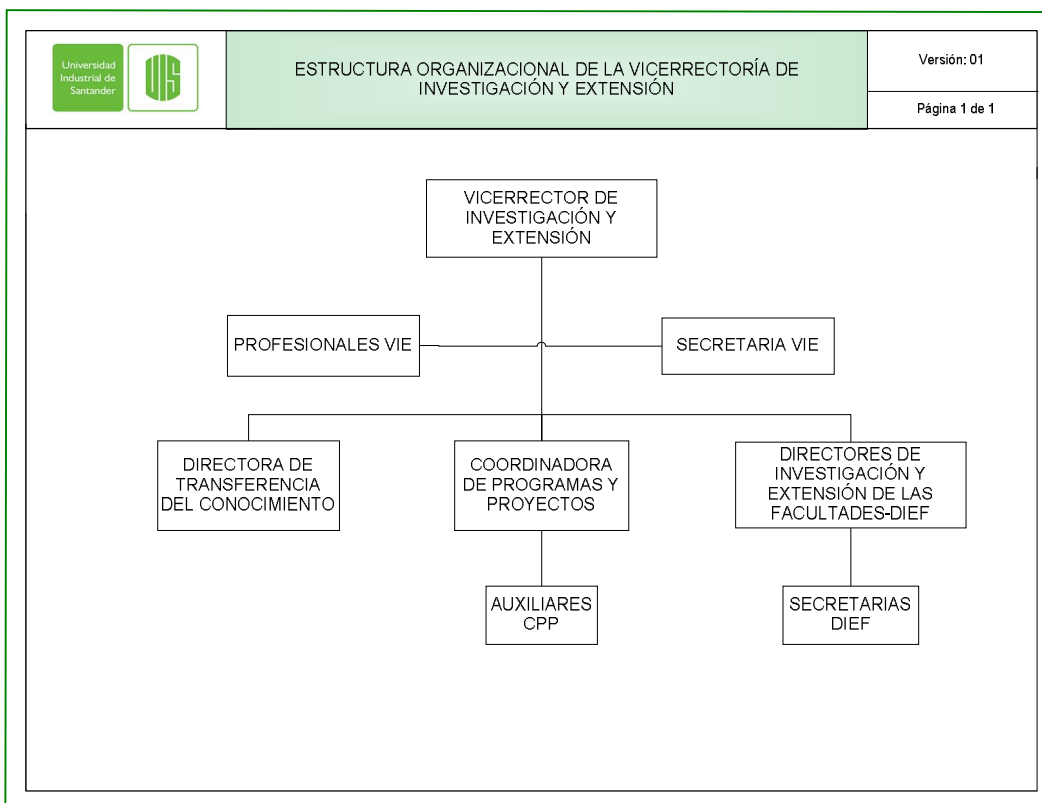 Universidad
Industrial de
Santander
UIS
ESTRUCTURA ORGANIZACIONAL DE LA VICERRECTORÍA DE
INVESTIGACIÓN Y EXTENSIÓN
Versión: 01
Página 1 de 1
VICERRECTOR DE
INVESTIGACIÓN Y
EXTENSIÓN
PROFESIONALES VIE
SECRETARIA VIE
DIRECTORA DE
TRANSFERENCIA
DEL CONOCIMIENTO
COORDINADORA
DE PROGRAMAS Y
PROYECTOS
DIRECTORES DE
INVESTIGACIÓN Y
EXTENSIÓN DE LAS
FACULTADES-DIEF
AUXILIARES
CPP
SECRETARIAS
DIEF